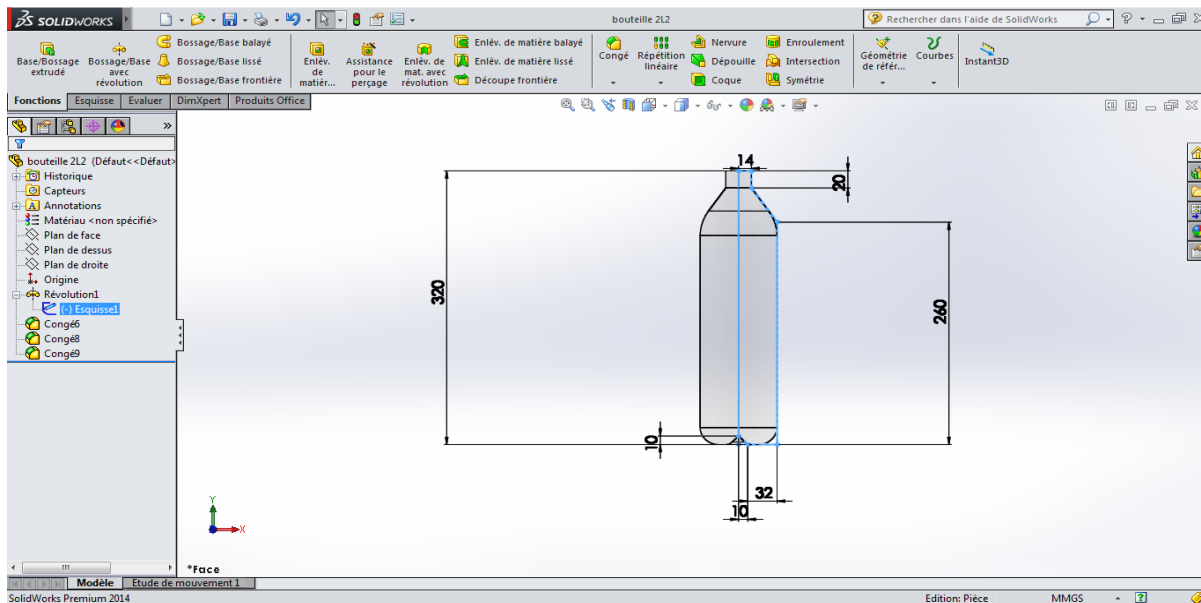 SOLIDWORKS
bouteille 2L2
Rechercher dans l'aide de SolidWorks
?
Base/Bossage extrudé
Bossage/Base avec révolution
Bossage/Base balayé
Bossage/Base lissé
Bossage/Base frontière
Enlèv. de matièr...
Assistance pour le perçage
Enlèv. de mat. avec révolution
Enlèv. de matière balayé
Enlèv. de matière lissé
Découpe frontière
Congé
Répétition linéaire
Nervure
Dépouille
Coque
Enroulement
Intersection
Symétrie
Géométrie de référ...
Courbes
Instant3D
Fonctions
Esquisse
Evaluer
DimXpert
Produits Office
»
bouteille 2L2 (Défaut<<Défaut>
Historique
Capteurs
Annotations
Matériau <non spécifié>
Plan de face
Plan de dessus
Plan de droite
Origine
Révolution1
(-) Esquisse1
Congé6
Congé8
Congé9
14
20
320
260
10
32
10
Y
X
*Face
Modèle
Etude de mouvement 1
SolidWorks Premium 2014
Edition: Pièce
MMGS
?